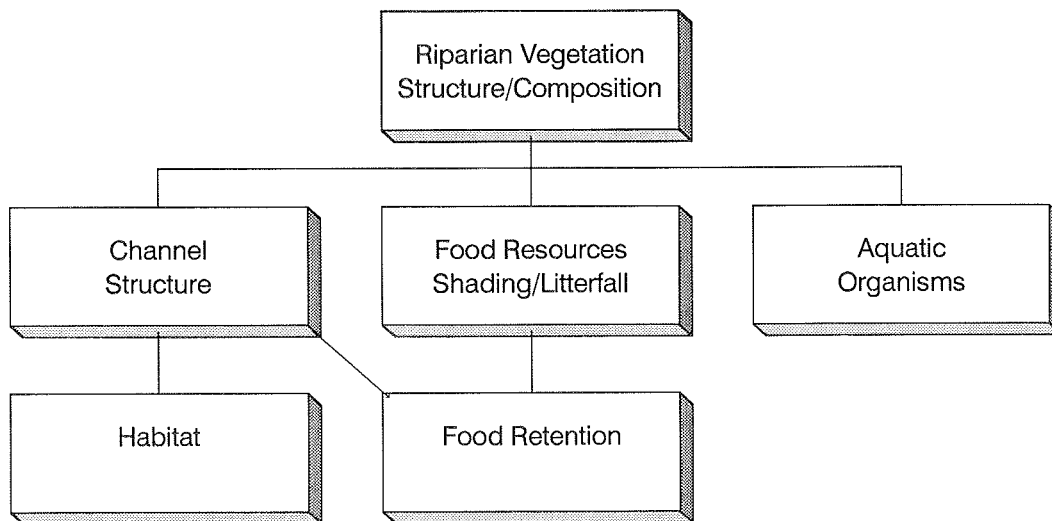 Riparian Vegetation
Structure/Composition
Channel
Structure
Food Resources
Shading/Litterfall
Aquatic
Organisms
Habitat
Food Retention